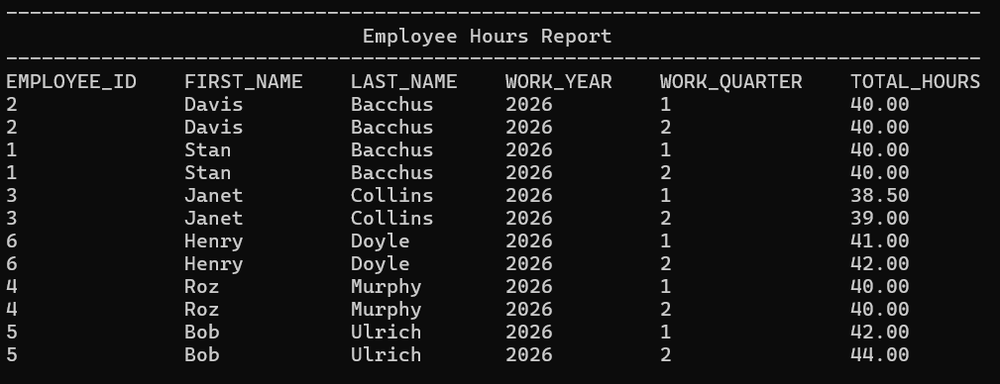 ----------------------------------------------------------------------------------
Employee Hours Report
----------------------------------------------------------------------------------
EMPLOYEE_ID    FIRST_NAME    LAST_NAME    WORK_YEAR    WORK_QUARTER    TOTAL_HOURS
2              Davis         Bacchus      2026         1               40.00
2              Davis         Bacchus      2026         2               40.00
1              Stan          Bacchus      2026         1               40.00
1              Stan          Bacchus      2026         2               40.00
3              Janet         Collins      2026         1               38.50
3              Janet         Collins      2026         2               39.00
6              Henry         Doyle        2026         1               41.00
6              Henry         Doyle        2026         2               42.00
4              Roz           Murphy       2026         1               40.00
4              Roz           Murphy       2026         2               40.00
5              Bob           Ulrich       2026         1               42.00
5              Bob           Ulrich       2026         2               44.00